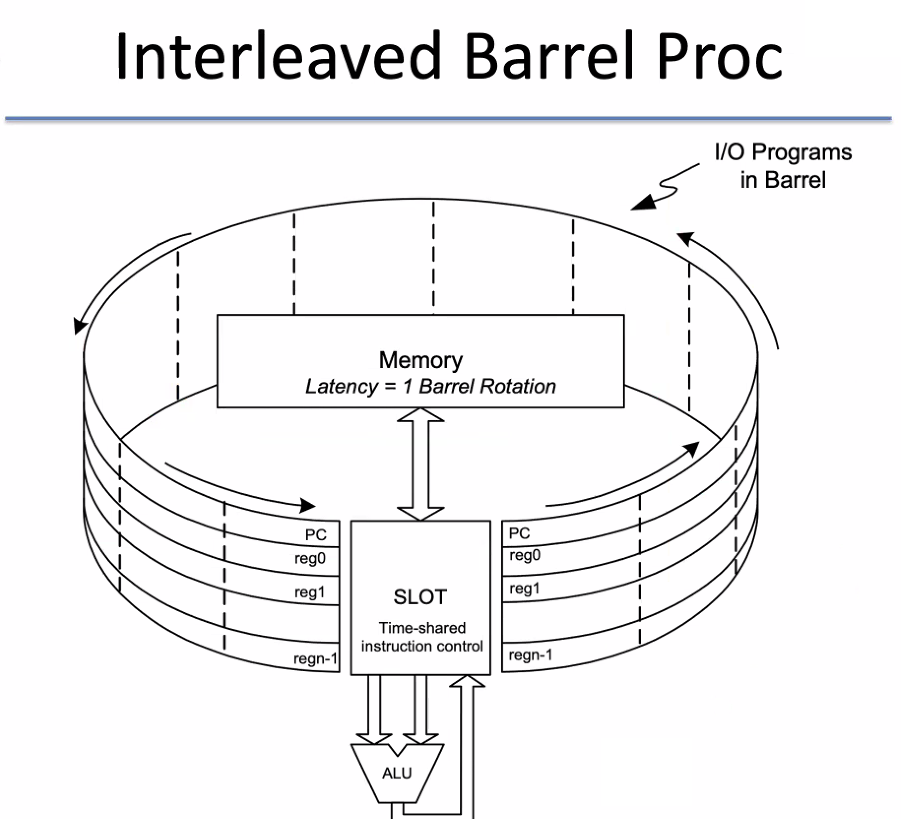 Interleaved Barrel Proc
I/O Programs
in Barrel
Memory
Latency = 1 Barrel Rotation
PC
reg0
reg1
regn-1
SLOT
Time-shared
instruction control
PC
reg0
reg1
regn-1
ALU